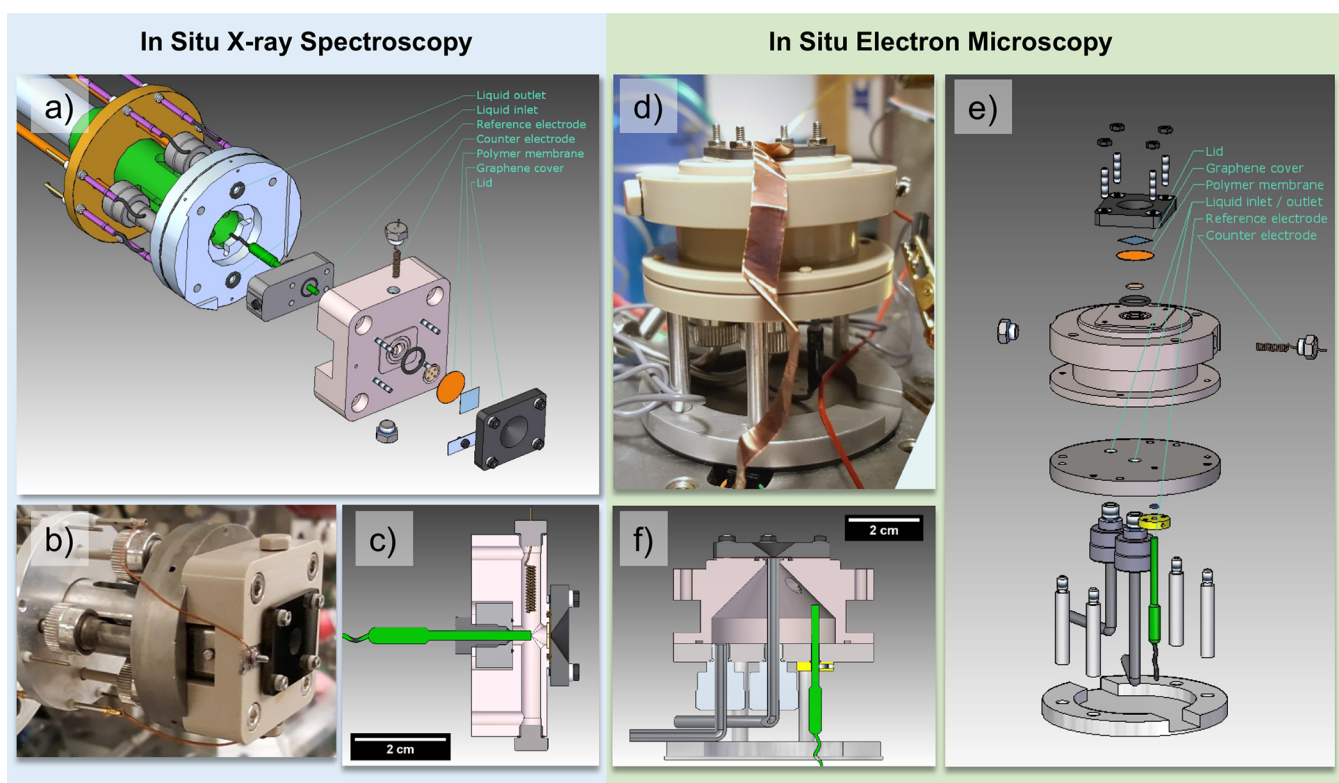 In Situ X-ray Spectroscopy
In Situ Electron Microscopy
a)
Liquid outlet
Liquid inlet
Reference electrode
Counter electrode
Polymer membrane
Graphene cover
Lid
d)
e)
Lid
Graphene cover
Polymer membrane
Liquid inlet / outlet
Reference electrode
Counter electrode
b)
c)
2 cm
f)
2 cm